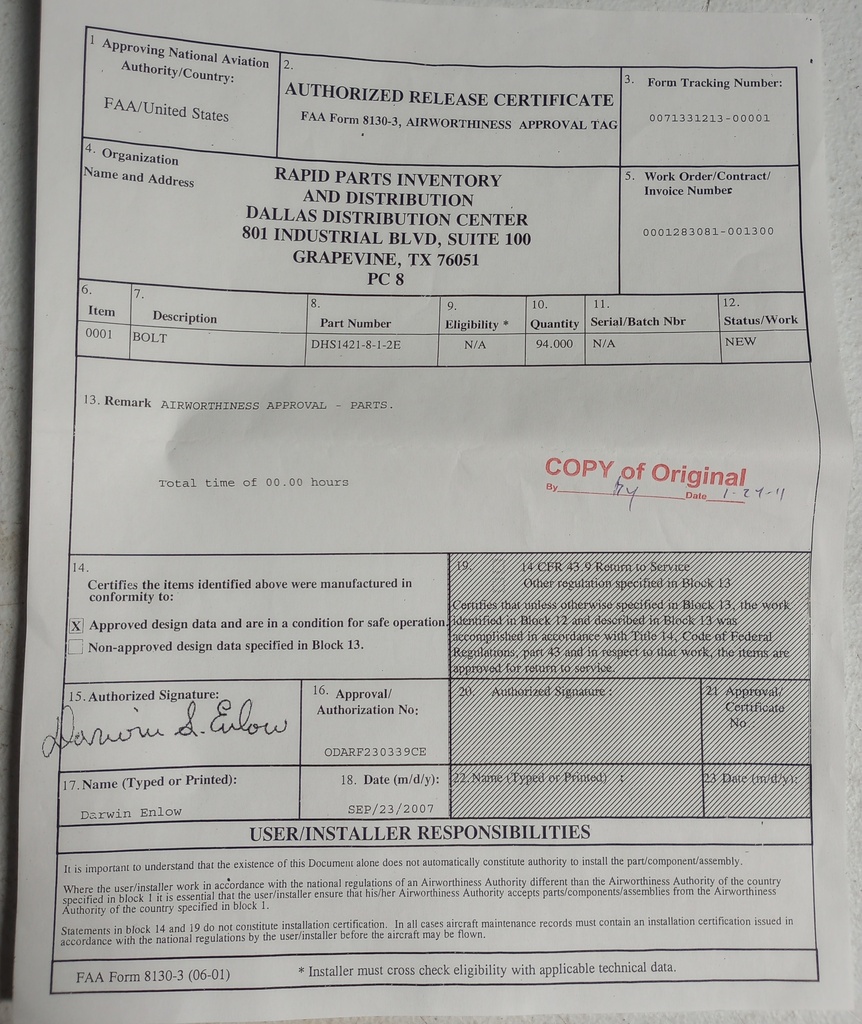 1 Approving National Aviation
Authority/Country:
FAA/United States
2.
AUTHORIZED RELEASE CERTIFICATE
FAA Form 8130-3, AIRWORTHINESS APPROVAL TAG
3. Form Tracking Number:
0071331213-00001
4. Organization
Name and Address
RAPID PARTS INVENTORY
AND DISTRIBUTION
DALLAS DISTRIBUTION CENTER
801 INDUSTRIAL BLVD, SUITE 100
GRAPEVINE, TX 76051
PC 8
5. Work Order/Contract/
Invoice Number
0001283081-001300
6. Item
7. Description
8. Part Number
9. Eligibility *
10. Quantity
11. Serial/Batch Nbr
12. Status/Work
0001 BOLT DHS1421-8-1-2E N/A 94.000 N/A NEW
13. Remark AIRWORTHINESS APPROVAL - PARTS.
Total time of 00.00 hours
COPY of Original
By Date
14.
Certifies the items identified above were manufactured in
conformity to:
X Approved design data and are in a condition for safe operation.
Non-approved design data specified in Block 13.
19. 14 CFR 43.9 Return to Service
Other regulation specified in Block 13
Certifies that unless otherwise specified in Block 13, the work
identified in Block 12 and described in Block 13 was
accomplished in accordance with Title 14, Code of Federal
Regulations, part 43 and in respect to that work, the items are
approved for return to service.
15. Authorized Signature:
Darwin S. Enlow
16. Approval/
Authorization No:
ODARF230339CE
20. Authorized Signature:
21 Approval/
Certificate
No.
17. Name (Typed or Printed):
Darwin Enlow
18. Date (m/d/y):
SEP/23/2007
22. Name (Typed or Printed) :
23 Date (m/d/y):
USER/INSTALLER RESPONSIBILITIES
It is important to understand that the existence of this Document alone does not automatically constitute authority to install the part/component/assembly.
Where the user/installer work in accordance with the national regulations of an Airworthiness Authority different than the Airworthiness Authority of the country
specified in block 1 it is essential that the user/installer ensure that his/her Airworthiness Authority accepts parts/components/assemblies from the Airworthiness
Authority of the country specified in block 1.
Statements in block 14 and 19 do not constitute installation certification. In all cases aircraft maintenance records must contain an installation certification issued in
accordance with the national regulations by the user/installer before the aircraft may be flown.
FAA Form 8130-3 (06-01)
* Installer must cross check eligibility with applicable technical data.